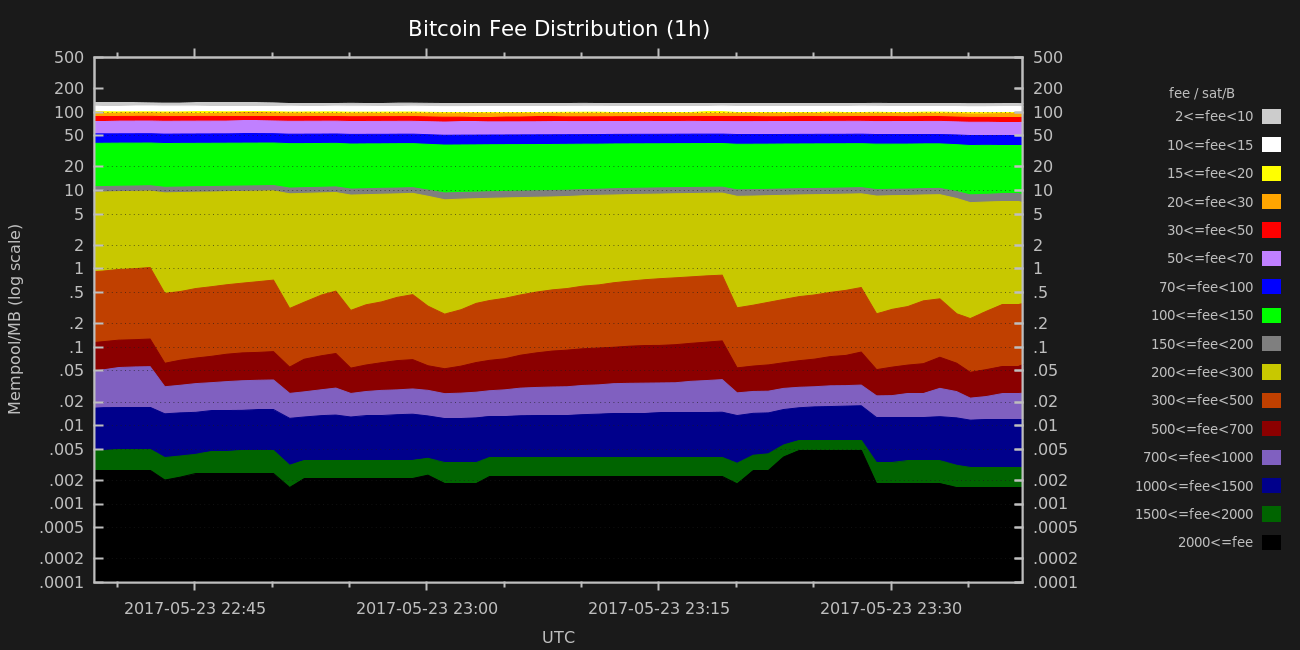 Bitcoin Fee Distribution (1h)
500
200
100
50
20
10
5
2
1
.5
.2
.1
.05
.02
.01
.005
.002
.001
.0005
.0002
.0001
Mempool/MB (log scale)
500
200
100
50
20
10
5
2
1
.5
.2
.1
.05
.02
.01
.005
.002
.001
.0005
.0002
.0001
2017-05-23 22:45
2017-05-23 23:00
2017-05-23 23:15
2017-05-23 23:30
UTC
fee / sat/B
2<=fee<10
10<=fee<15
15<=fee<20
20<=fee<30
30<=fee<50
50<=fee<70
70<=fee<100
100<=fee<150
150<=fee<200
200<=fee<300
300<=fee<500
500<=fee<700
700<=fee<1000
1000<=fee<1500
1500<=fee<2000
2000<=fee